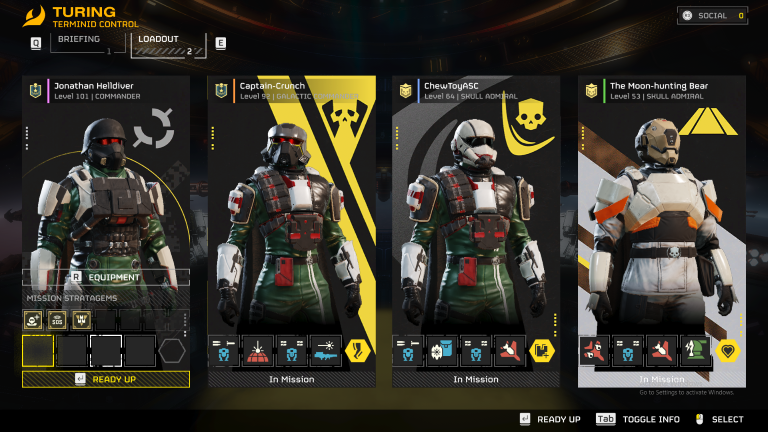 TURING
TERMINID CONTROL
SOCIAL 0
Q
BRIEFING
1
LOADOUT
2
E
Jonathan Helldiver
Level 101 | COMMANDER
Captain-Crunch
Level 92 | GALACTIC
ChewToyASC
Level 64 | SKULL ADMIRAL
The Moon-hunting Bear
Level 53 | SKULL ADMIRAL
R EQUIPMENT
MISSION STRATAGEMS
SOS
READY UP
In Mission
In Mission
In Mission
Go to Settings to activate Windows.
READY UP
Tab TOGGLE INFO
SELECT